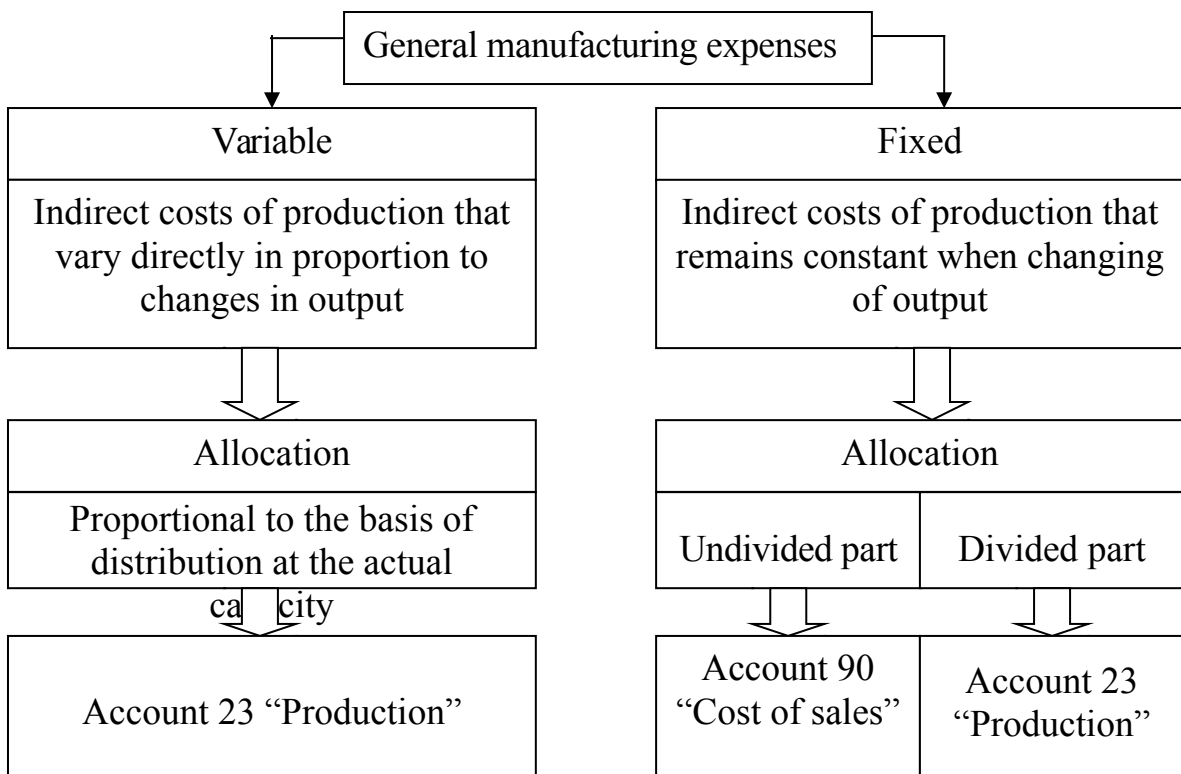 General manufacturing expenses
Variable
Indirect costs of production that
vary directly in proportion to
changes in output
Fixed
Indirect costs of production that
remains constant when changing
of output
Allocation
Proportional to the basis of
distribution at the actual
capacity
Allocation
Undivided part
Divided part
Account 23 “Production”
Account 90
“Cost of sales”
Account 23
“Production”